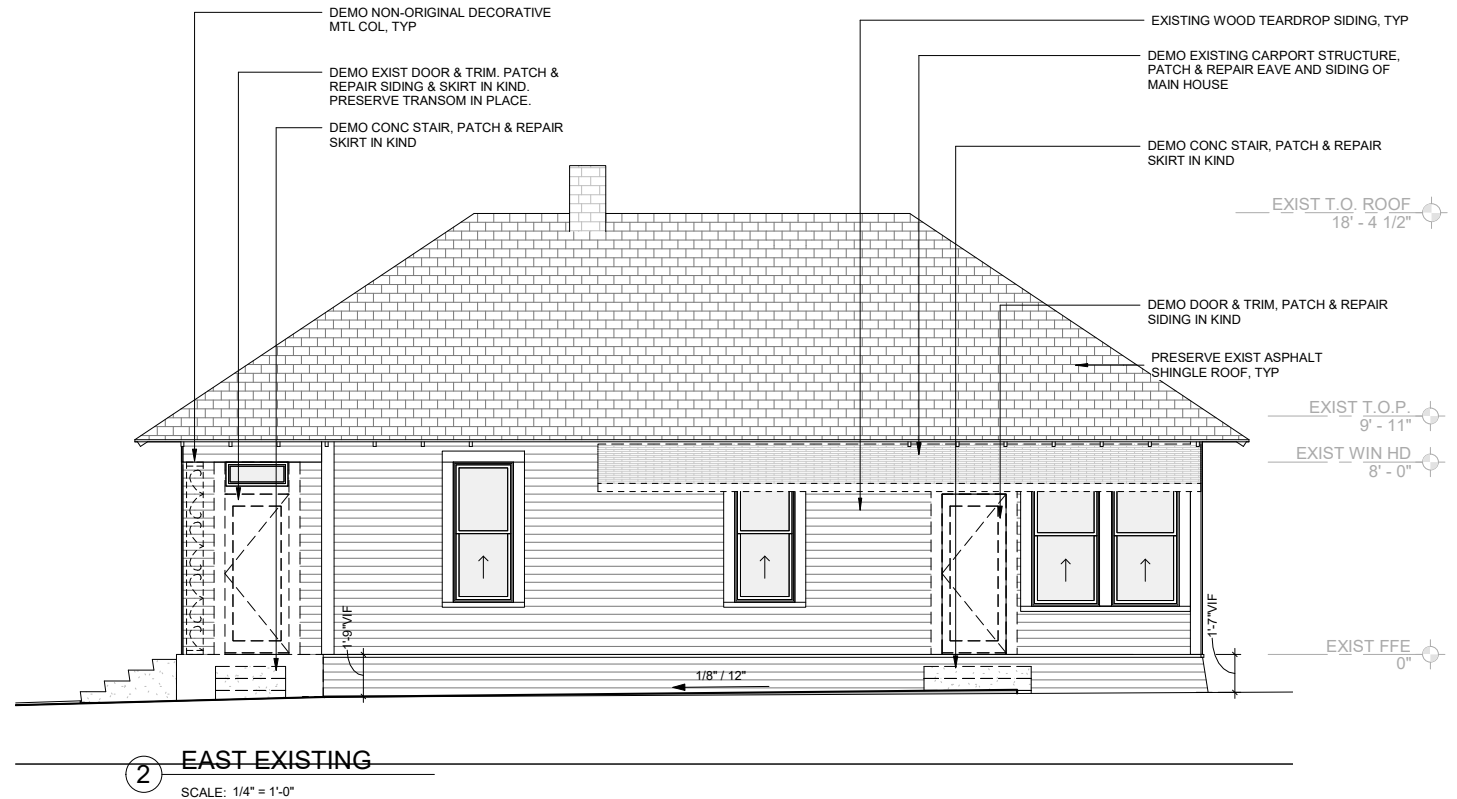 DEMO NON-ORIGINAL DECORATIVE
MTL COL, TYP
DEMO EXIST DOOR & TRIM. PATCH &
REPAIR SIDING & SKIRT IN KIND.
PRESERVE TRANSOM IN PLACE.
DEMO CONC STAIR, PATCH & REPAIR
SKIRT IN KIND
EXISTING WOOD TEARDROP SIDING, TYP
DEMO EXISTING CARPORT STRUCTURE,
PATCH & REPAIR EAVE AND SIDING OF
MAIN HOUSE
DEMO CONC STAIR, PATCH & REPAIR
SKIRT IN KIND
EXIST T.O. ROOF
18' - 4 1/2"
DEMO DOOR & TRIM, PATCH & REPAIR
SIDING IN KIND
PRESERVE EXIST ASPHALT
SHINGLE ROOF, TYP
EXIST T.O.P.
9' - 11"
EXIST WIN HD
8' - 0"
1'-9"VIF
1'-7"VIF
EXIST FFE
0"
1/8" / 12"
2
EAST EXISTING
SCALE: 1/4" = 1'-0"